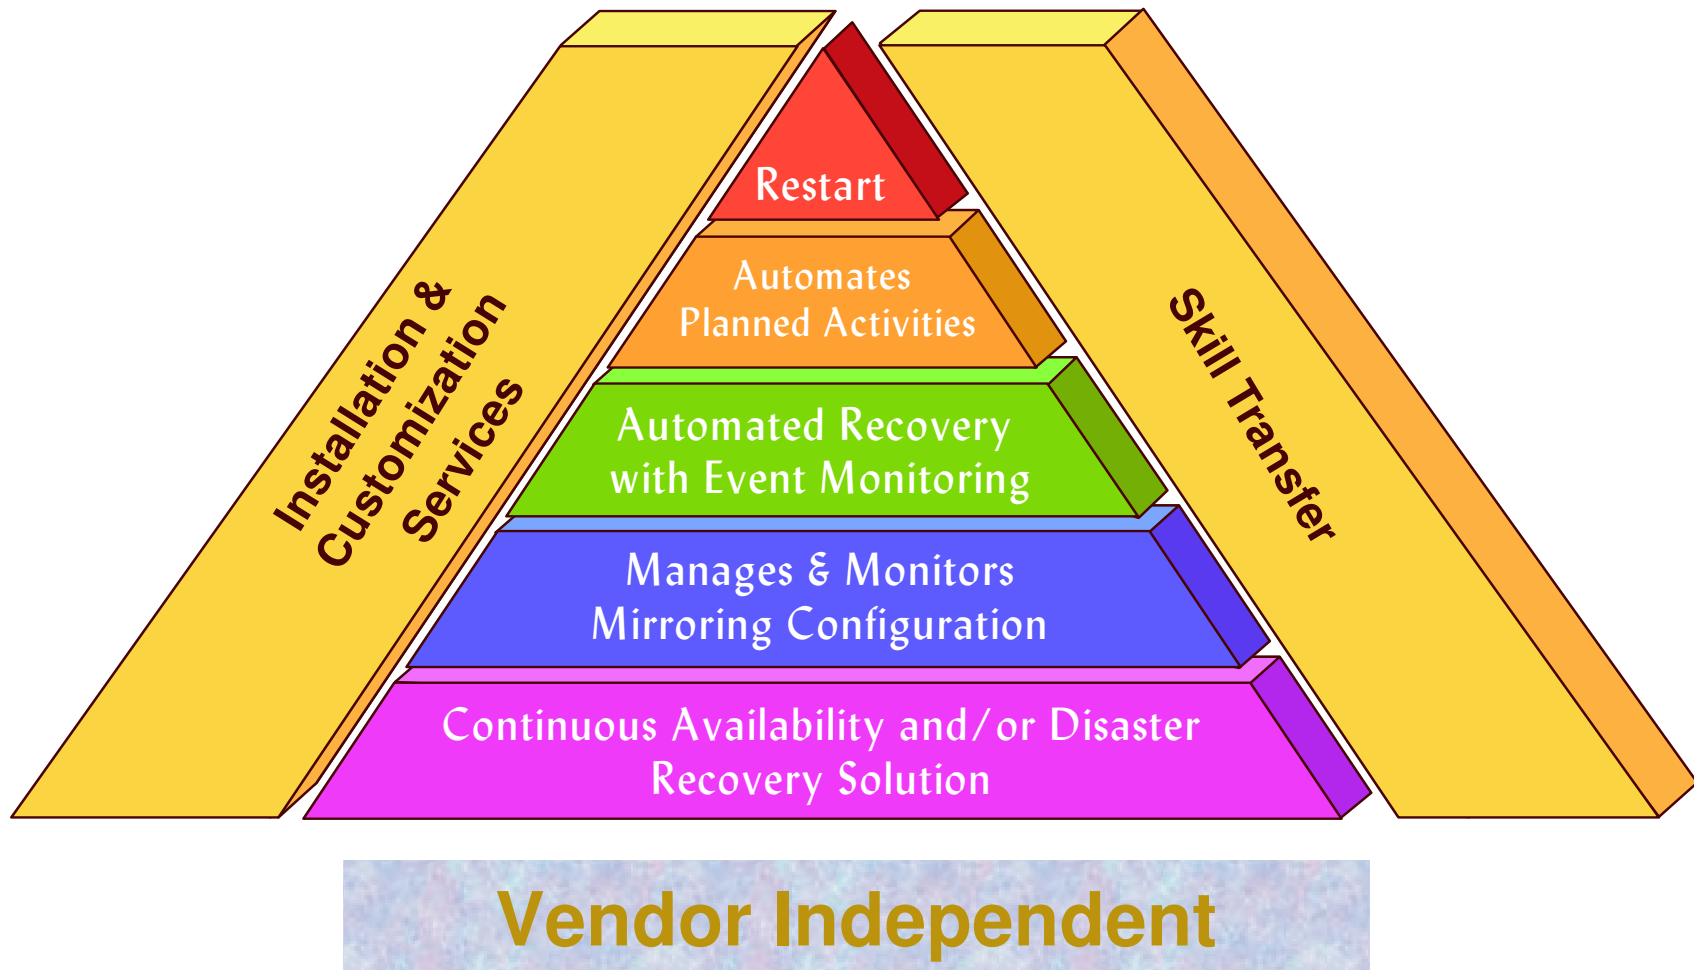 Restart
Automates
Planned Activities
Automated Recovery
with Event Monitoring
Manages & Monitors
Mirroring Configuration
Continuous Availability and/or Disaster
Recovery Solution
Installation &
Customization
Services
Skill Transfer
Vendor Independent